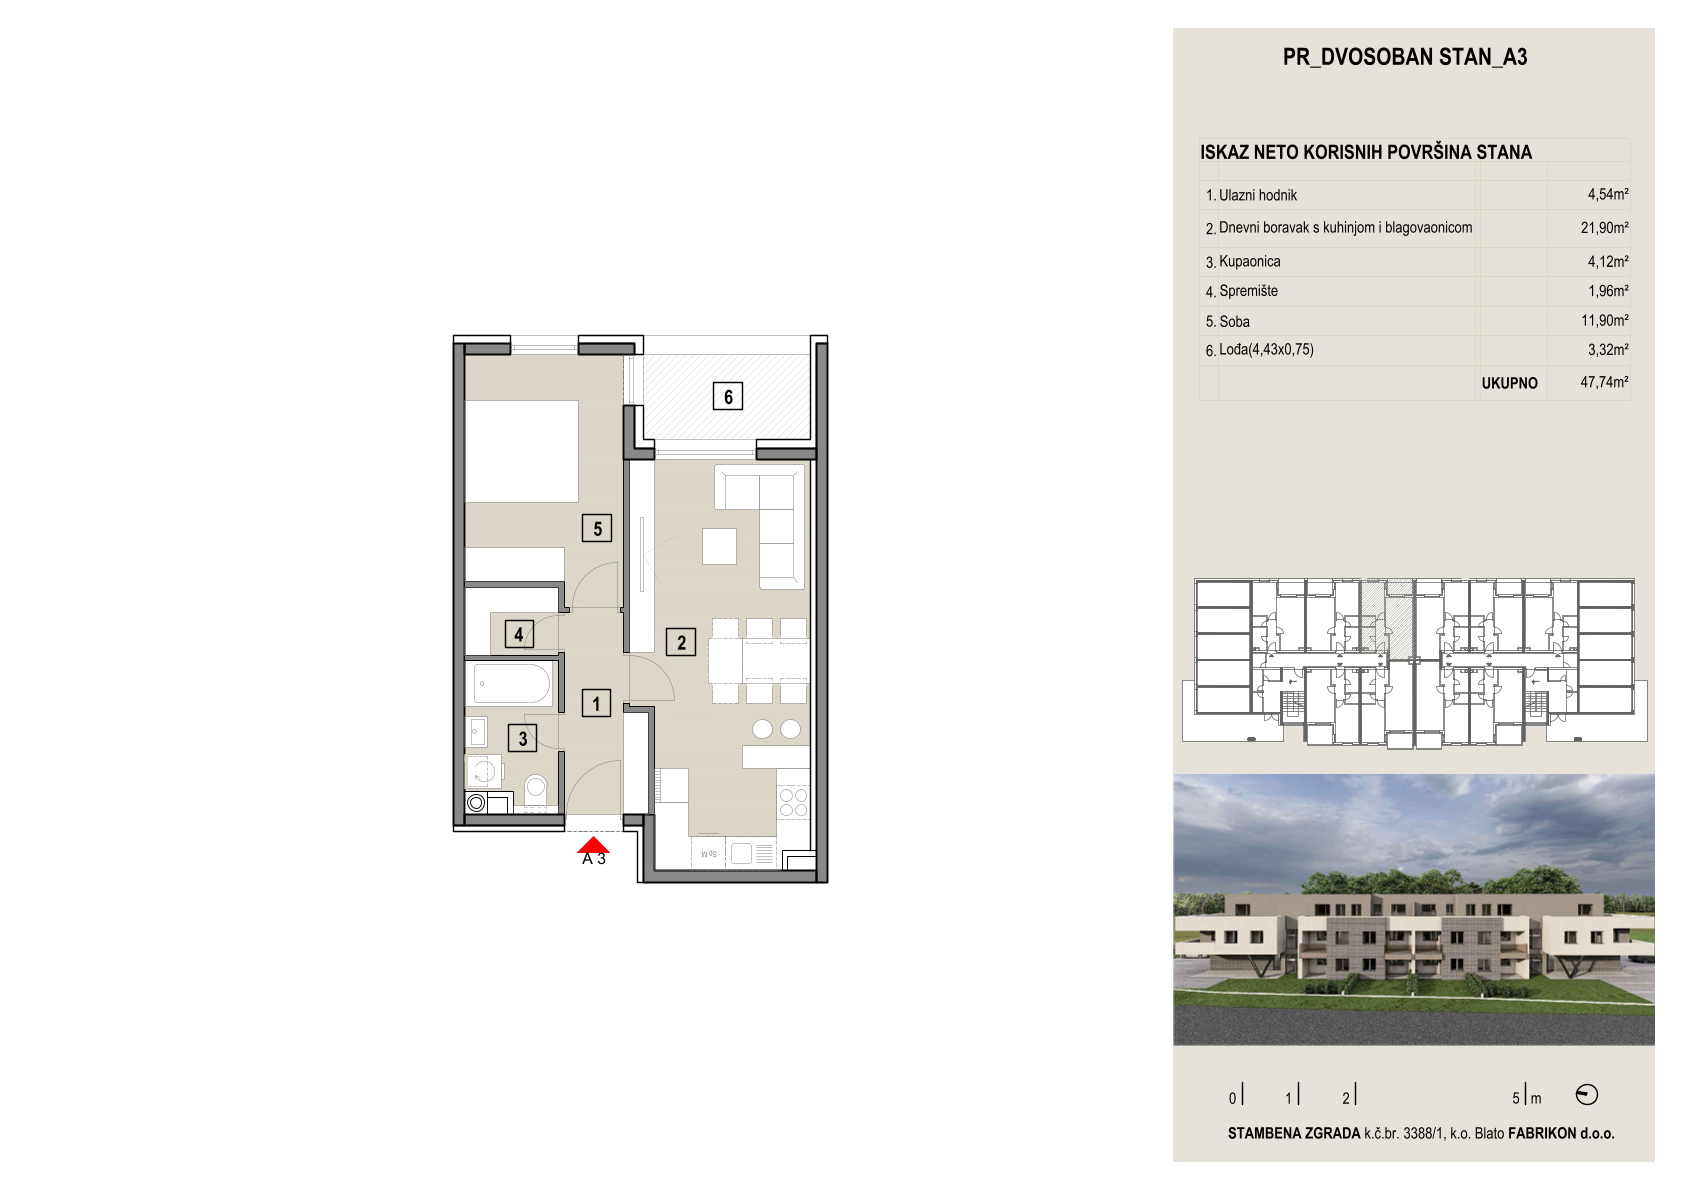 PR_DVOSOBAN STAN_A3
ISKAZ NETO KORISNIH POVRŠINA STANA
1. Ulazni hodnik 4,54m²
2. Dnevni boravak s kuhinjom i blagovaonicom 21,90m²
3. Kupaonica 4,12m²
4. Spremište 1,96m²
5. Soba 11,90m²
6. Lođa(4,43x0,75) 3,32m²
UKUPNO 47,74m²
6
5
4
2
1
3
Sp.M.
A 3
0 1 2 5 m
STAMBENA ZGRADA k.č.br. 3388/1, k.o. Blato FABRIKON d.o.o.